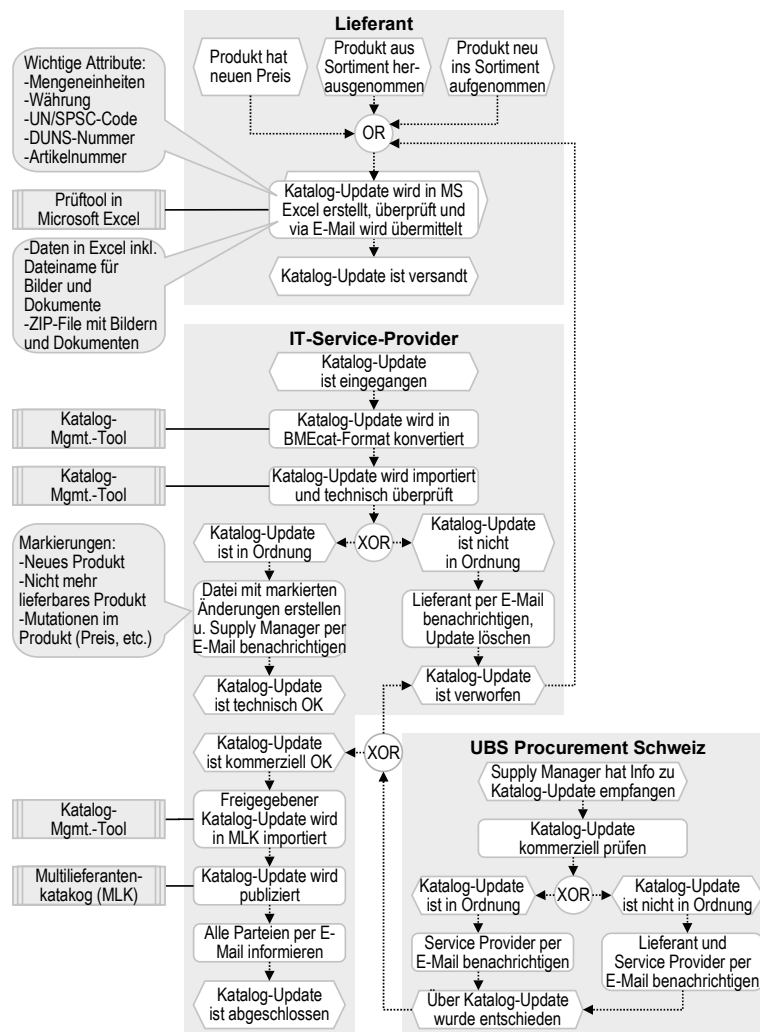 Lieferant
Produkt hat
neuen Preis
Produkt aus
Sortiment her-
ausgenommen
Produkt neu
ins Sortiment
aufgenommen
Wichtige Attribute:
-Mengeneinheiten
-Währung
-UN/SPSC-Code
-DUNS-Nummer
-Artikelnummer
OR
Prüftool in
Microsoft Excel
Katalog-Update wird in MS
Excel erstellt, überprüft und
via E-Mail wird übermittelt
-Daten in Excel inkl.
Dateiname für
Bilder und
Dokumente
-ZIP-File mit Bildern
und Dokumenten
Katalog-Update ist versandt
IT-Service-Provider
Katalog-Update
ist eingegangen
Katalog-
Mgmt.-Tool
Katalog-Update wird in
BMEcat-Format konvertiert
Katalog-
Mgmt.-Tool
Katalog-Update wird importiert
und technisch überprüft
Katalog-Update
ist in Ordnung
XOR
Katalog-Update
ist nicht
in Ordnung
Markierungen:
-Neues Produkt
-Nicht mehr
lieferbares Produkt
-Mutationen im
Produkt (Preis, etc.)
Datei mit markierten
Änderungen erstellen
u. Supply Manager per
E-Mail benachrichtigen
Lieferant per E-Mail
benachrichtigen,
Update löschen
Katalog-Update
ist technisch OK
Katalog-Update
ist verworfen
Katalog-Update
ist kommerziell OK
XOR
UBS Procurement Schweiz
Supply Manager hat Info zu
Katalog-Update empfangen
Katalog-
Mgmt.-Tool
Freigegebener
Katalog-Update wird
in MLK importiert
Katalog-Update
kommerziell prüfen
Multilieferanten-
katakog (MLK)
Katalog-Update wird
publiziert
Katalog-Update
ist in Ordnung
XOR
Katalog-Update
ist nicht in Ordnung
Alle Parteien per E-
Mail informieren
Service Provider per
E-Mail benachrichtigen
Lieferant und
Service Provider per
E-Mail benachrichtigen
Katalog-Update
ist abgeschlossen
Über Katalog-Update
wurde entschieden